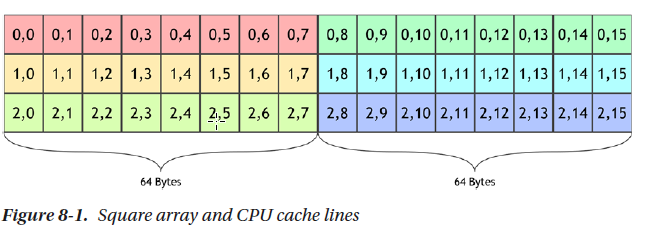 0,0 0,1 0,2 0,3 0,4 0,5 0,6 0,7 0,8 0,9 0,10 0,11 0,12 0,13 0,14 0,15
1,0 1,1 1,2 1,3 1,4 1,5 1,6 1,7 1,8 1,9 1,10 1,11 1,12 1,13 1,14 1,15
2,0 2,1 2,2 2,3 2,4 2,5 2,6 2,7 2,8 2,9 2,10 2,11 2,12 2,13 2,14 2,15
64 Bytes 64 Bytes
Figure 8-1. Square array and CPU cache lines